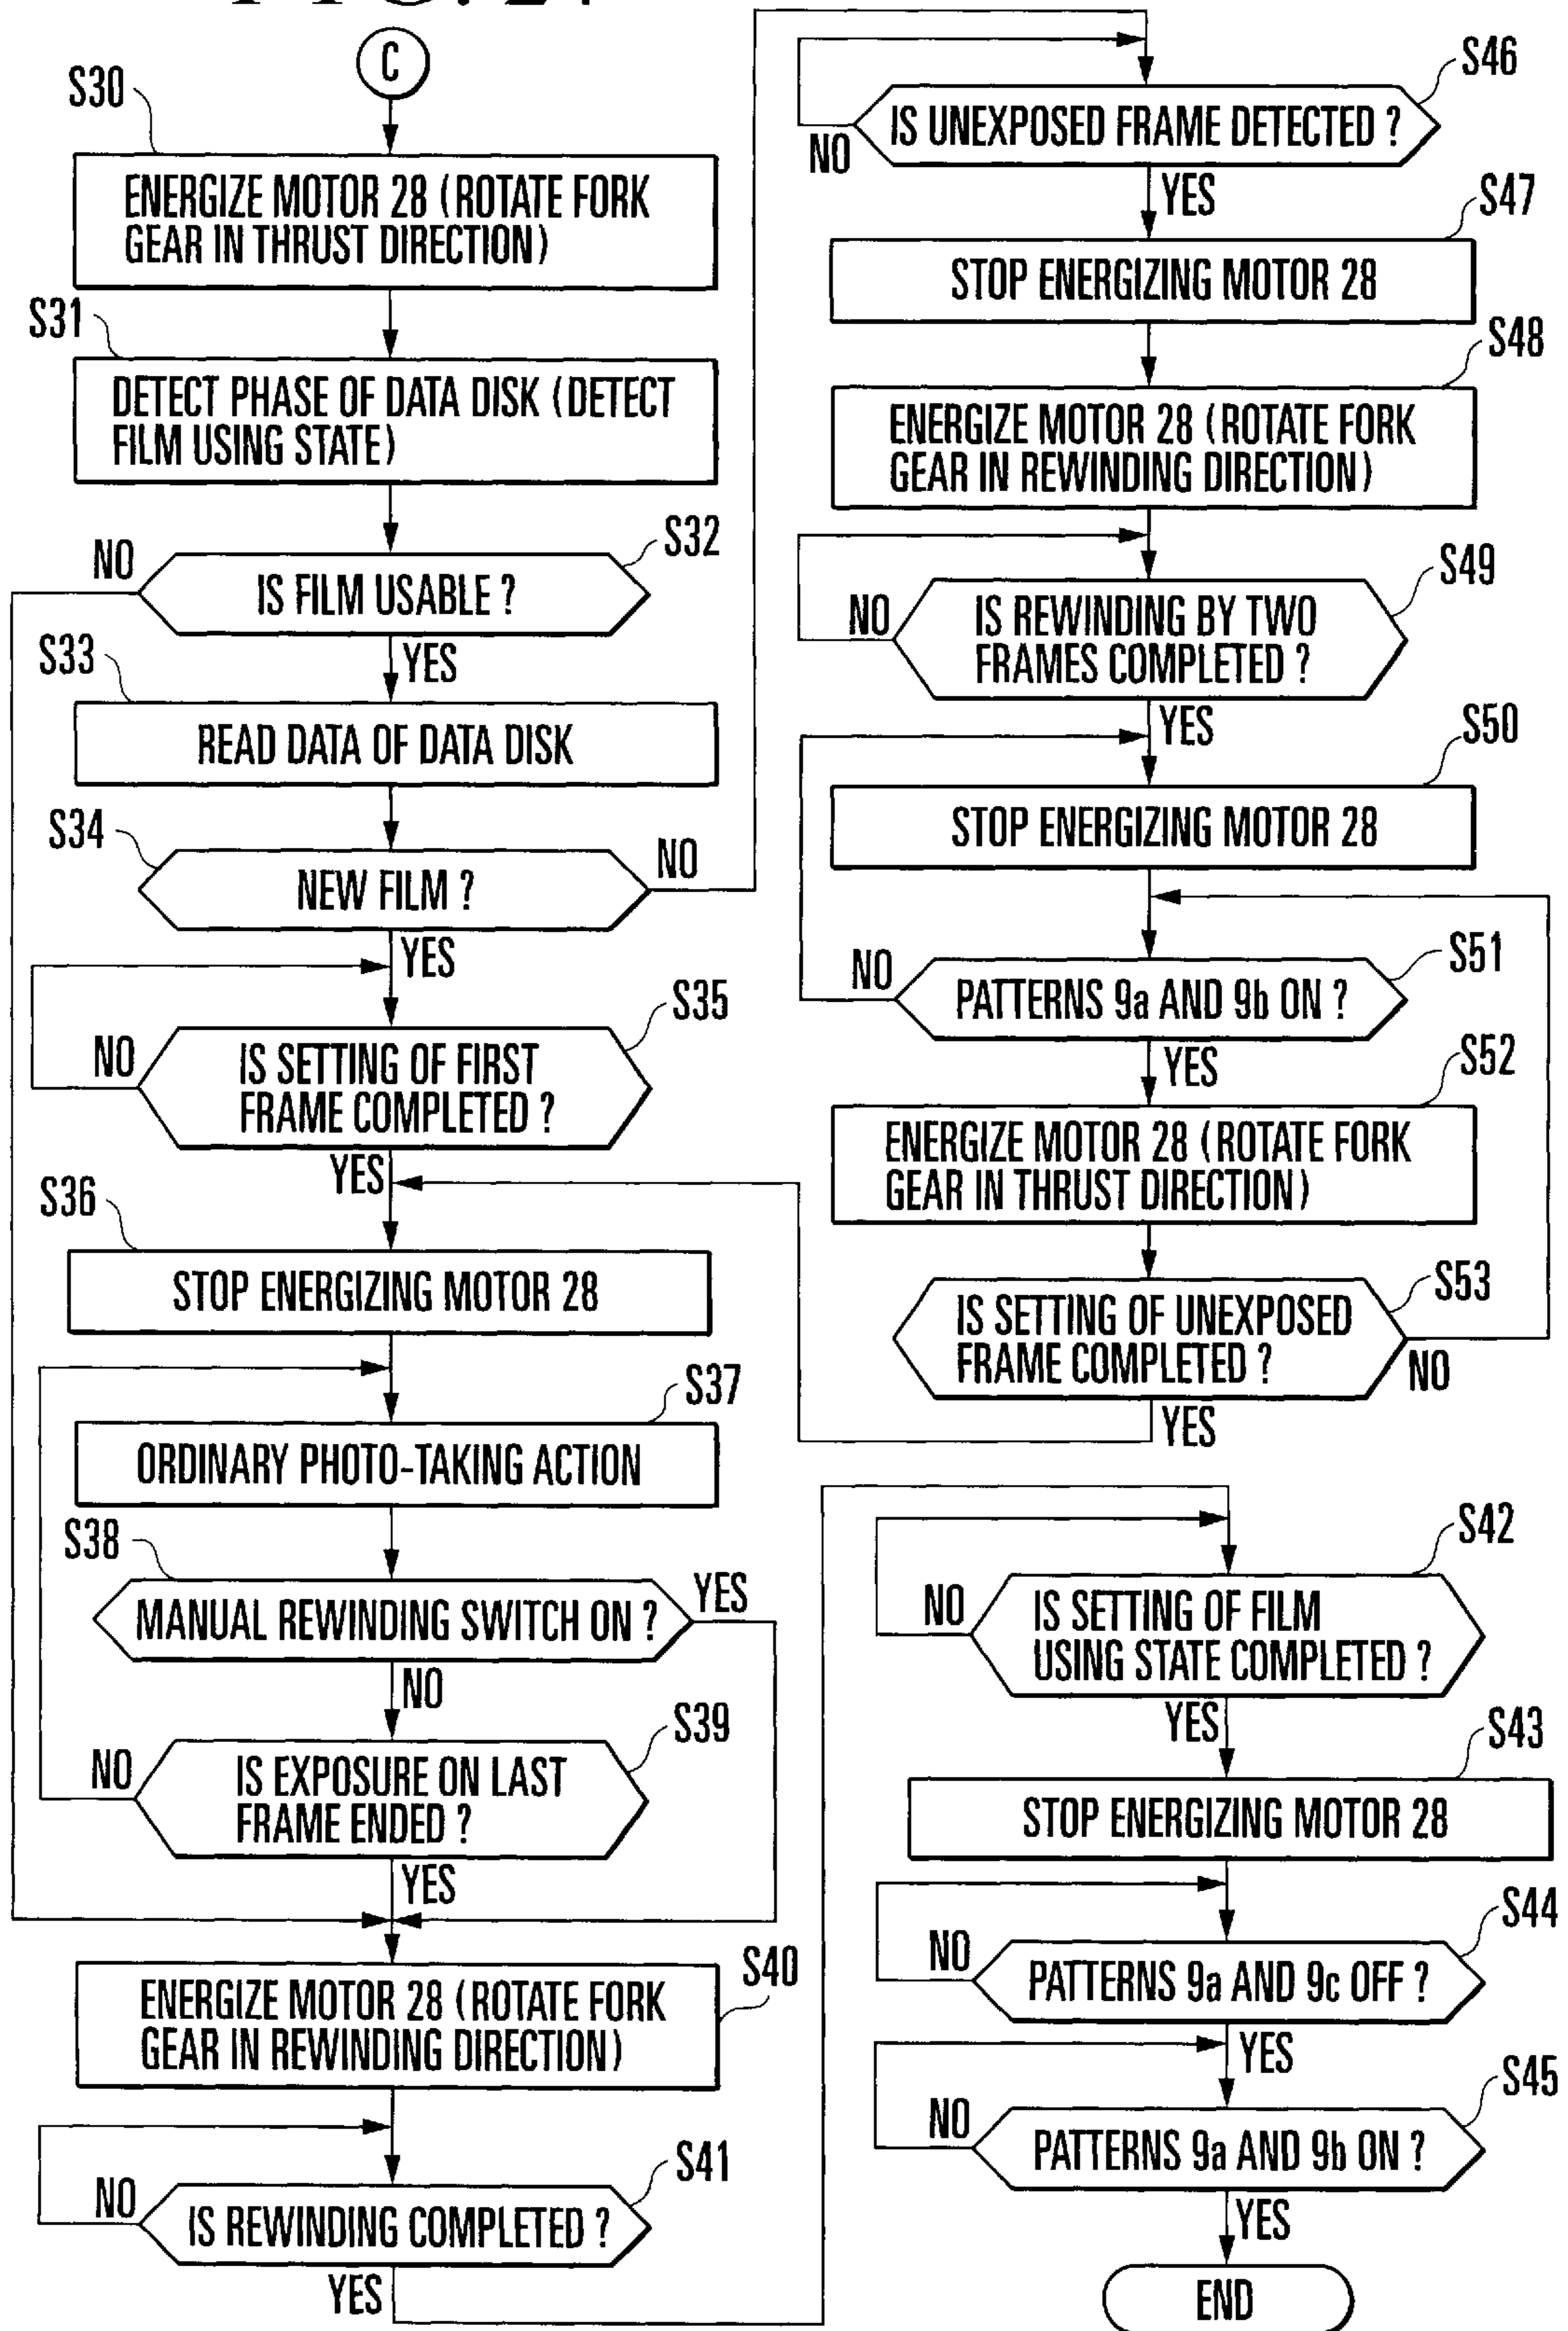 C
S30
ENERGIZE MOTOR 28 (ROTATE FORK
GEAR IN THRUST DIRECTION)
S31
DETECT PHASE OF DATA DISK (DETECT
FILM USING STATE)
S32
NO
IS FILM USABLE ?
YES
S33
READ DATA OF DATA DISK
S34
NEW FILM ?
NO
YES
S35
NO
IS SETTING OF FIRST
FRAME COMPLETED ?
YES
S36
STOP ENERGIZING MOTOR 28
S37
ORDINARY PHOTO-TAKING ACTION
S38
MANUAL REWINDING SWITCH ON ?
YES
NO
S39
NO
IS EXPOSURE ON LAST
FRAME ENDED ?
YES
S40
ENERGIZE MOTOR 28 (ROTATE FORK
GEAR IN REWINDING DIRECTION)
S41
NO
IS REWINDING COMPLETED ?
YES
S46
IS UNEXPOSED FRAME DETECTED ?
NO
YES
S47
STOP ENERGIZING MOTOR 28
S48
ENERGIZE MOTOR 28 (ROTATE FORK
GEAR IN REWINDING DIRECTION)
S49
NO
IS REWINDING BY TWO
FRAMES COMPLETED ?
YES
S50
STOP ENERGIZING MOTOR 28
S51
NO
PATTERNS 9a AND 9b ON ?
YES
S52
ENERGIZE MOTOR 28 (ROTATE FORK
GEAR IN THRUST DIRECTION)
S53
IS SETTING OF UNEXPOSED
FRAME COMPLETED ?
NO
YES
S42
NO
IS SETTING OF FILM
USING STATE COMPLETED ?
YES
S43
STOP ENERGIZING MOTOR 28
S44
NO
PATTERNS 9a AND 9c OFF ?
YES
S45
NO
PATTERNS 9a AND 9b ON ?
YES
END